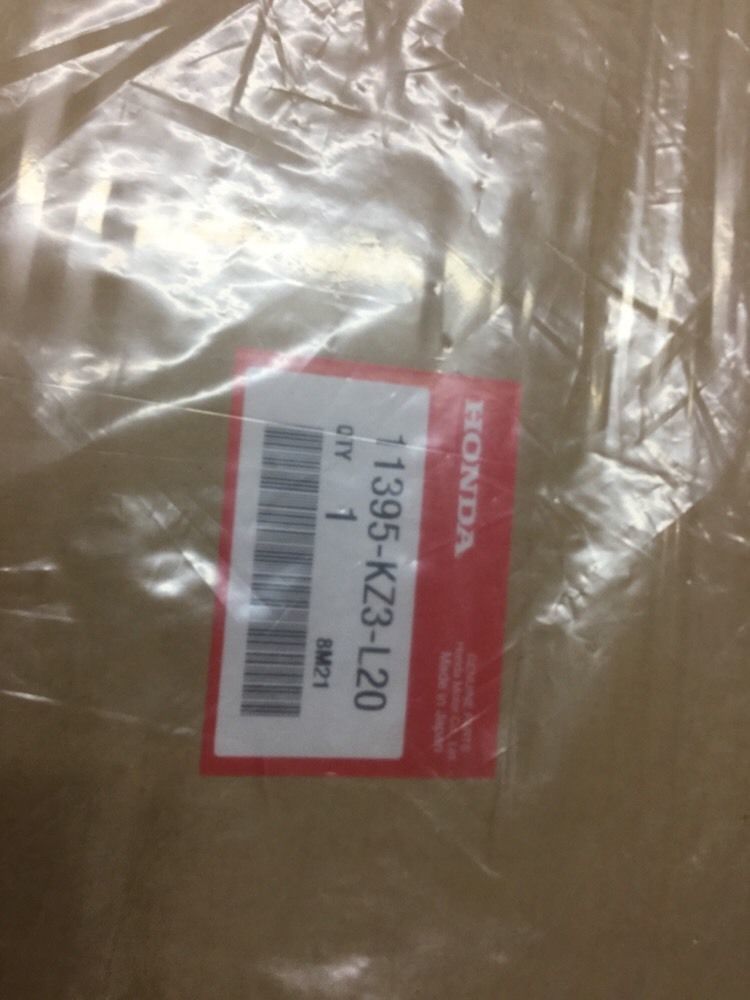 HONDA
GENUINE PARTS
Honda Motor Co., Ltd.
Made in Japan
11395-KZ3-L20
QTY 1
8M21